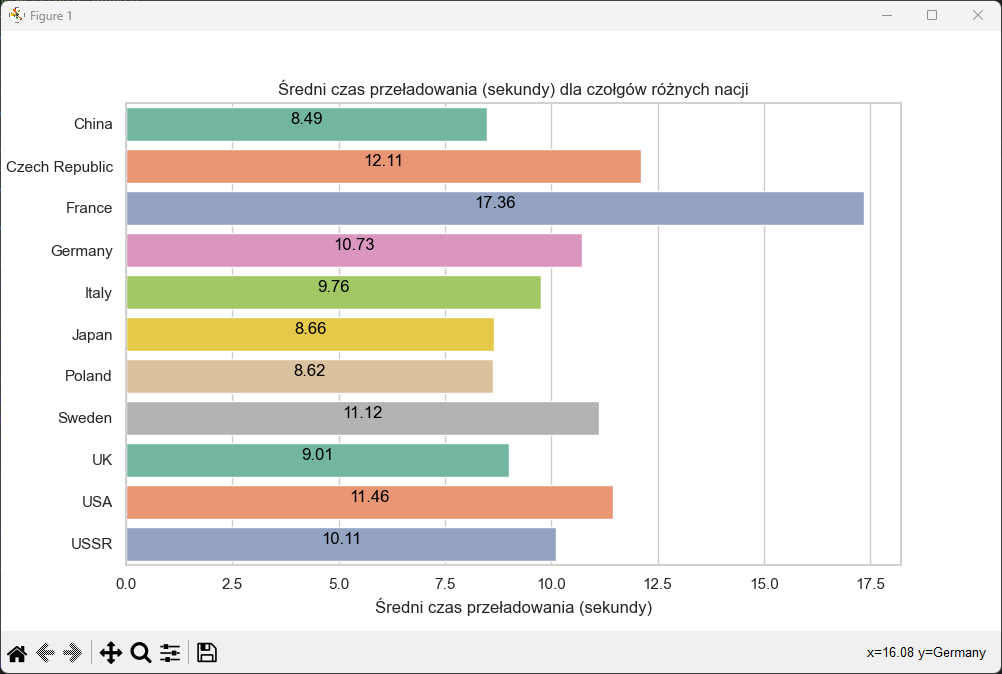 Figure 1
Średni czas przeładowania (sekundy) dla czołgów różnych nacji
China 8.49
Czech Republic 12.11
France 17.36
Germany 10.73
Italy 9.76
Japan 8.66
Poland 8.62
Sweden 11.12
UK 9.01
USA 11.46
USSR 10.11
0.0 2.5 5.0 7.5 10.0 12.5 15.0 17.5
Średni czas przeładowania (sekundy)
x=16.08 y=Germany